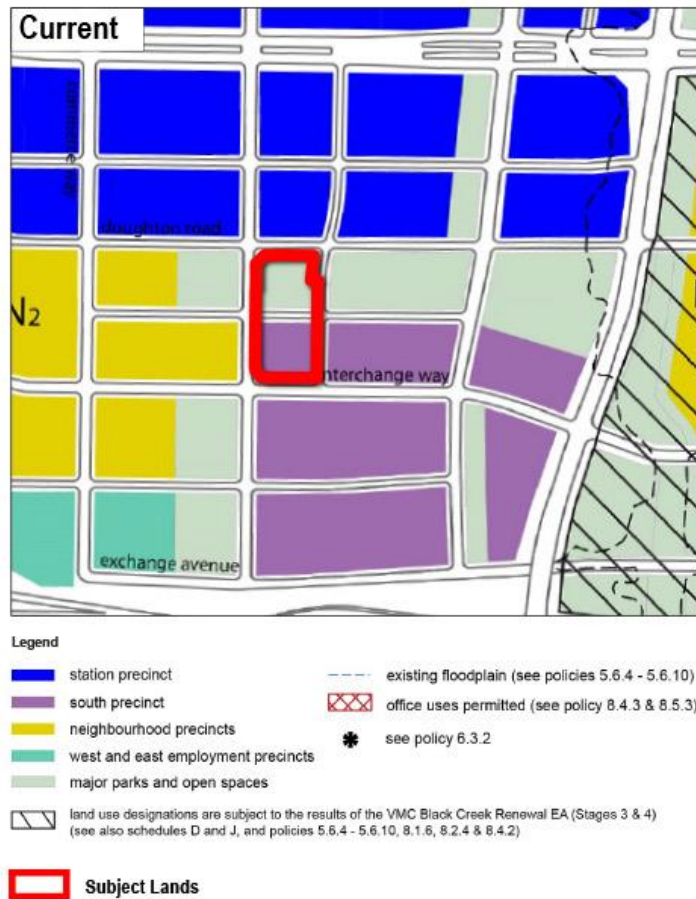 Current
commerce way
doughton road
N2
interchange way
exchange avenue
Legend
station precinct
south precinct
neighbourhood precincts
west and east employment precincts
major parks and open spaces
existing floodplain (see policies 5.6.4 - 5.6.10)
office uses permitted (see policy 8.4.3 & 8.5.3)
see policy 6.3.2
land use designations are subject to the results of the VMC Black Creek Renewal EA (Stages 3 & 4)
(see also schedules D and J, and policies 5.6.4 - 5.6.10, 8.1.6, 8.2.4 & 8.4.2)
Subject Lands